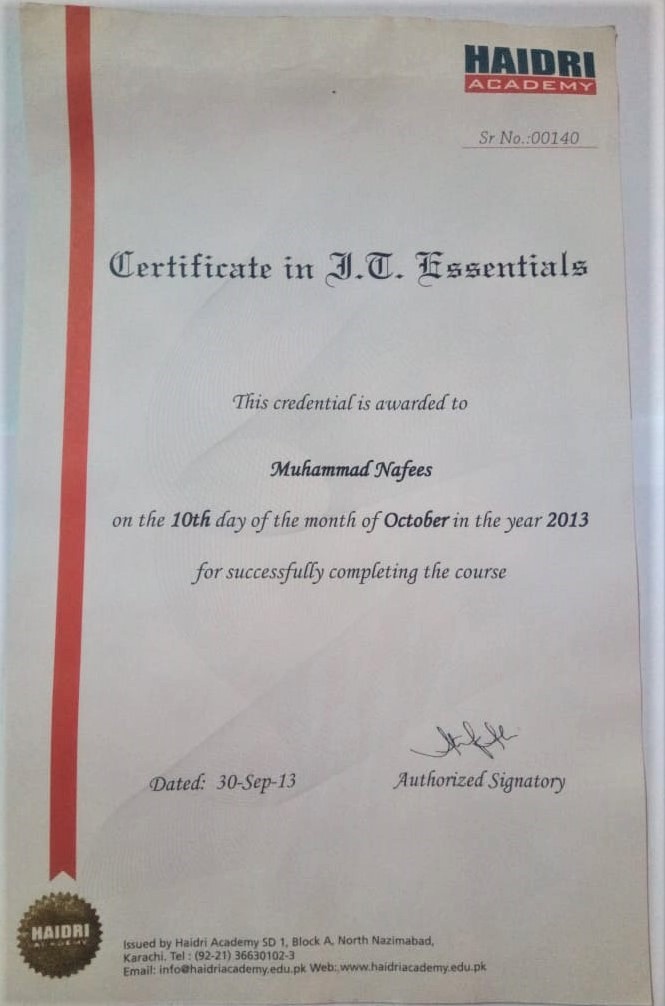 HAIDRI
ACADEMY
Sr No.:00140
Certificate in I.T. Essentials
This credential is awarded to
Muhammad Nafees
on the 10th day of the month of October in the year 2013
for successfully completing the course
Dated: 30-Sep-13
Authorized Signatory
HAIDRI
ACADEMY
Issued by Haidri Academy SD 1, Block A, North Nazimabad,
Karachi. Tel : (92-21) 36630102-3
Email: info@haidriacademy.edu.pk Web: www.haidriacademy.edu.pk